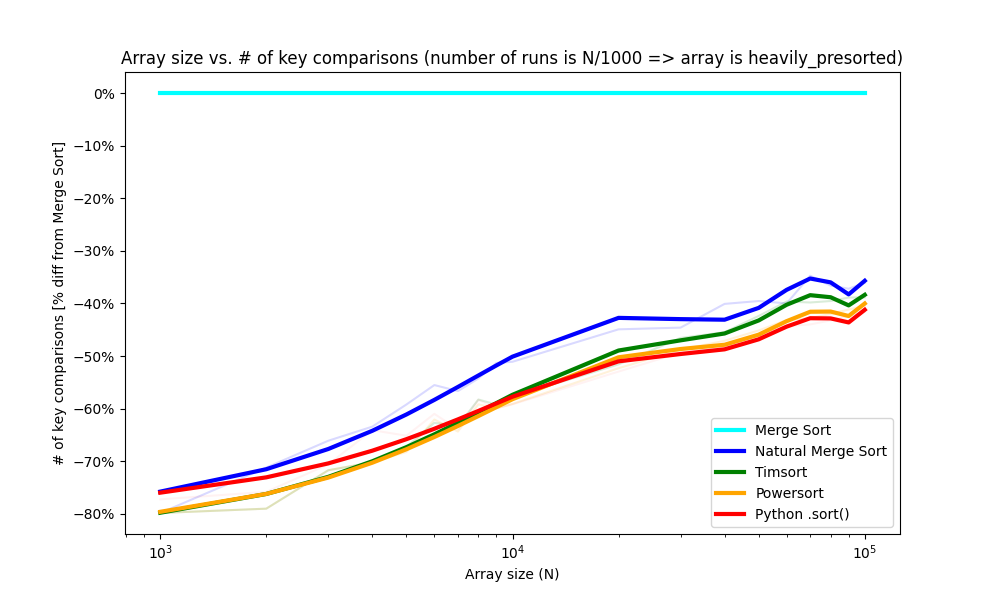 Array size vs. # of key comparisons (number of runs is N/1000 => array is heavily_presorted)
# of key comparisons [% diff from Merge Sort]
0%
−10%
−20%
−30%
−40%
−50%
−60%
−70%
−80%
Merge Sort
Natural Merge Sort
Timsort
Powersort
Python .sort()
10³
10⁴
10⁵
Array size (N)